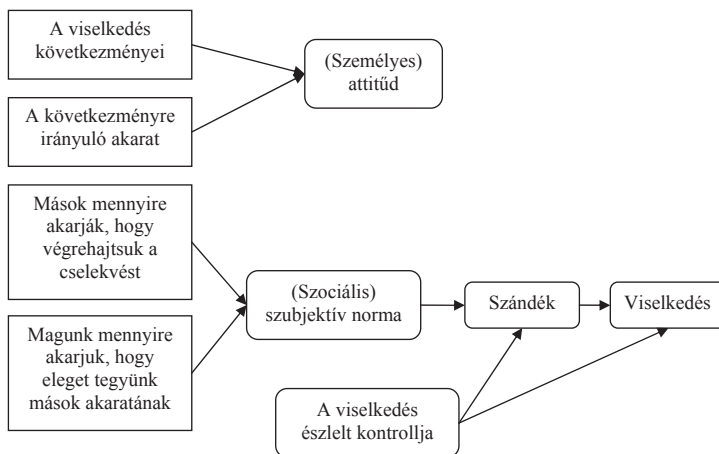 A viselkedés
következményei
(Személyes)
attitűd
A következményre
irányuló akarat
Mások mennyire
akarják, hogy
végrehajtsuk a
cselekvést
(Szociális)
szubjektív norma
Szándék
Viselkedés
Magunk mennyire
akarjuk, hogy
eleget tegyünk
mások akaratának
A viselkedés
észlelt kontrollja